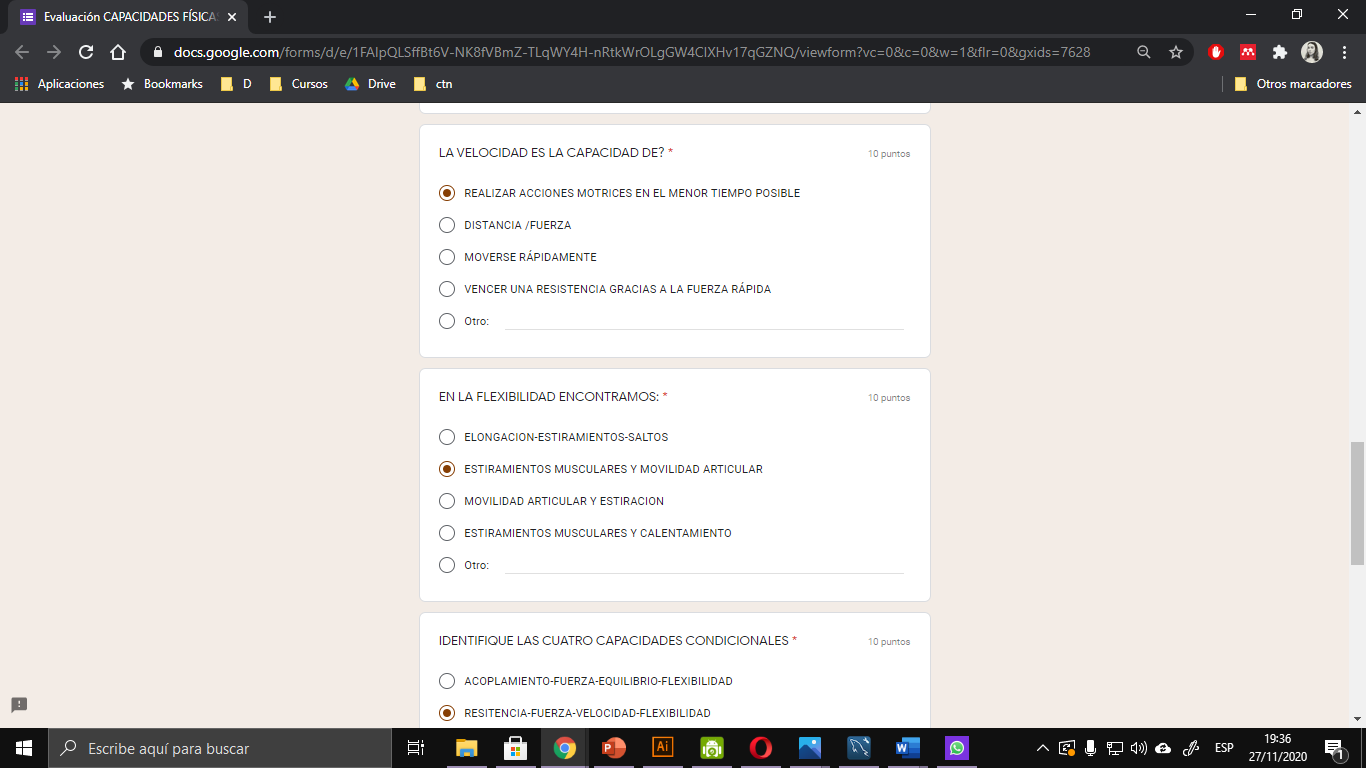 Evaluación CAPACIDADES FÍSICAS
docs.google.com/forms/d/e/1FAIpQLSffBt6V-NK8fVBmZ-TLqWY4H-nRtkWrOLgGW4CIXHv17qGZNQ/viewform?vc=0&c=0&w=1&flr=0&gxids=7628
Aplicaciones Bookmarks D Cursos Drive ctn Otros marcadores
LA VELOCIDAD ES LA CAPACIDAD DE? * 10 puntos
REALIZAR ACCIONES MOTRICES EN EL MENOR TIEMPO POSIBLE
DISTANCIA /FUERZA
MOVERSE RÁPIDAMENTE
VENCER UNA RESISTENCIA GRACIAS A LA FUERZA RÁPIDA
Otro:
EN LA FLEXIBILIDAD ENCONTRAMOS: * 10 puntos
ELONGACION-ESTIRAMIENTOS-SALTOS
ESTIRAMIENTOS MUSCULARES Y MOVILIDAD ARTICULAR
MOVILIDAD ARTICULAR Y ESTIRACION
ESTIRAMIENTOS MUSCULARES Y CALENTAMIENTO
Otro:
IDENTIFIQUE LAS CUATRO CAPACIDADES CONDICIONALES * 10 puntos
ACOPLAMIENTO-FUERZA-EQUILIBRIO-FLEXIBILIDAD
RESITENCIA-FUERZA-VELOCIDAD-FLEXIBILIDAD
Escribe aquí para buscar
ESP
19:36
27/11/2020
1